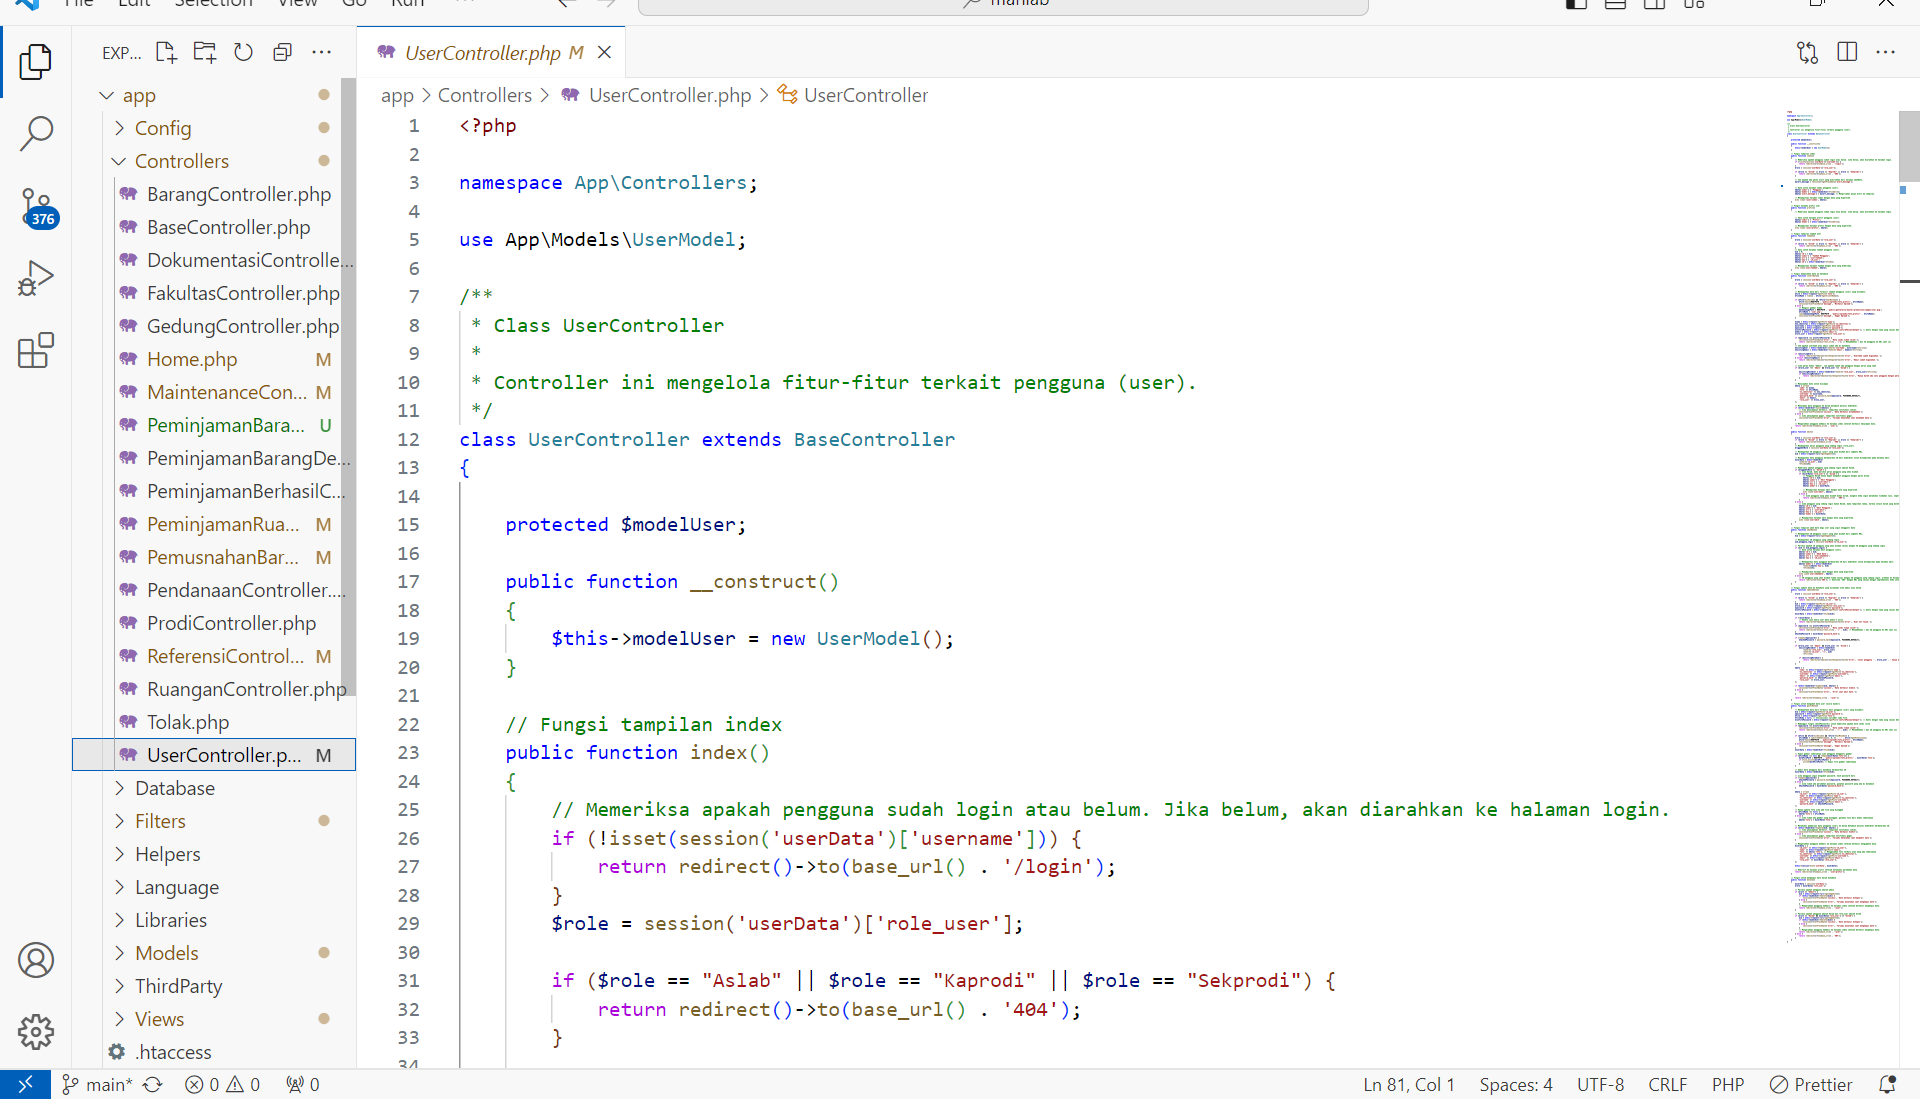 File Edit Selection View Go Run ···
manlab
EXP...
UserController.php M
app > Controllers > UserController.php > UserController
app
Config
Controllers
BarangController.php
BaseController.php
DokumentasiControlle...
FakultasController.php
GedungController.php
Home.php M
MaintenanceCon... M
PeminjamanBara... U
PeminjamanBarangDe...
PeminjamanBerhasilC...
PeminjamanRua... M
PemusnahanBar... M
PendanaanController....
ProdiController.php
ReferensiControl... M
RuanganController.php
Tolak.php
UserController.p... M
Database
Filters
Helpers
Language
Libraries
Models
ThirdParty
Views
.htaccess
376
1 <?php
2
3 namespace App\Controllers;
4
5 use App\Models\UserModel;
6
7 /**
8 * Class UserController
9 *
10 * Controller ini mengelola fitur-fitur terkait pengguna (user).
11 */
12 class UserController extends BaseController
13 {
14
15 protected $modelUser;
16
17 public function __construct()
18 {
19 $this->modelUser = new UserModel();
20 }
21
22 // Fungsi tampilan index
23 public function index()
24 {
25 // Memeriksa apakah pengguna sudah login atau belum. Jika belum, akan diarahkan ke halaman login.
26 if (!isset(session('userData')['username'])) {
27 return redirect()->to(base_url() . '/login');
28 }
29 $role = session('userData')['role_user'];
30
31 if ($role == "Aslab" || $role == "Kaprodi" || $role == "Sekprodi") {
32 return redirect()->to(base_url() . '404');
33 }
34
main* 0 0 0
Ln 81, Col 1 Spaces: 4 UTF-8 CRLF PHP Prettier